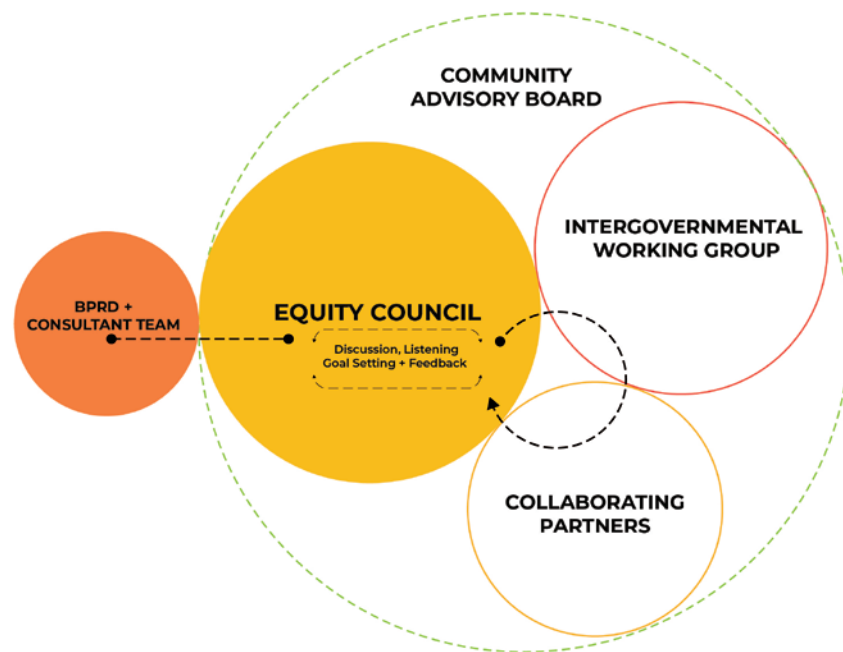 COMMUNITY
ADVISORY BOARD
INTERGOVERNMENTAL
WORKING GROUP
BPRD +
CONSULTANT TEAM
EQUITY COUNCIL
Discussion, Listening
Goal Setting + Feedback
COLLABORATING
PARTNERS